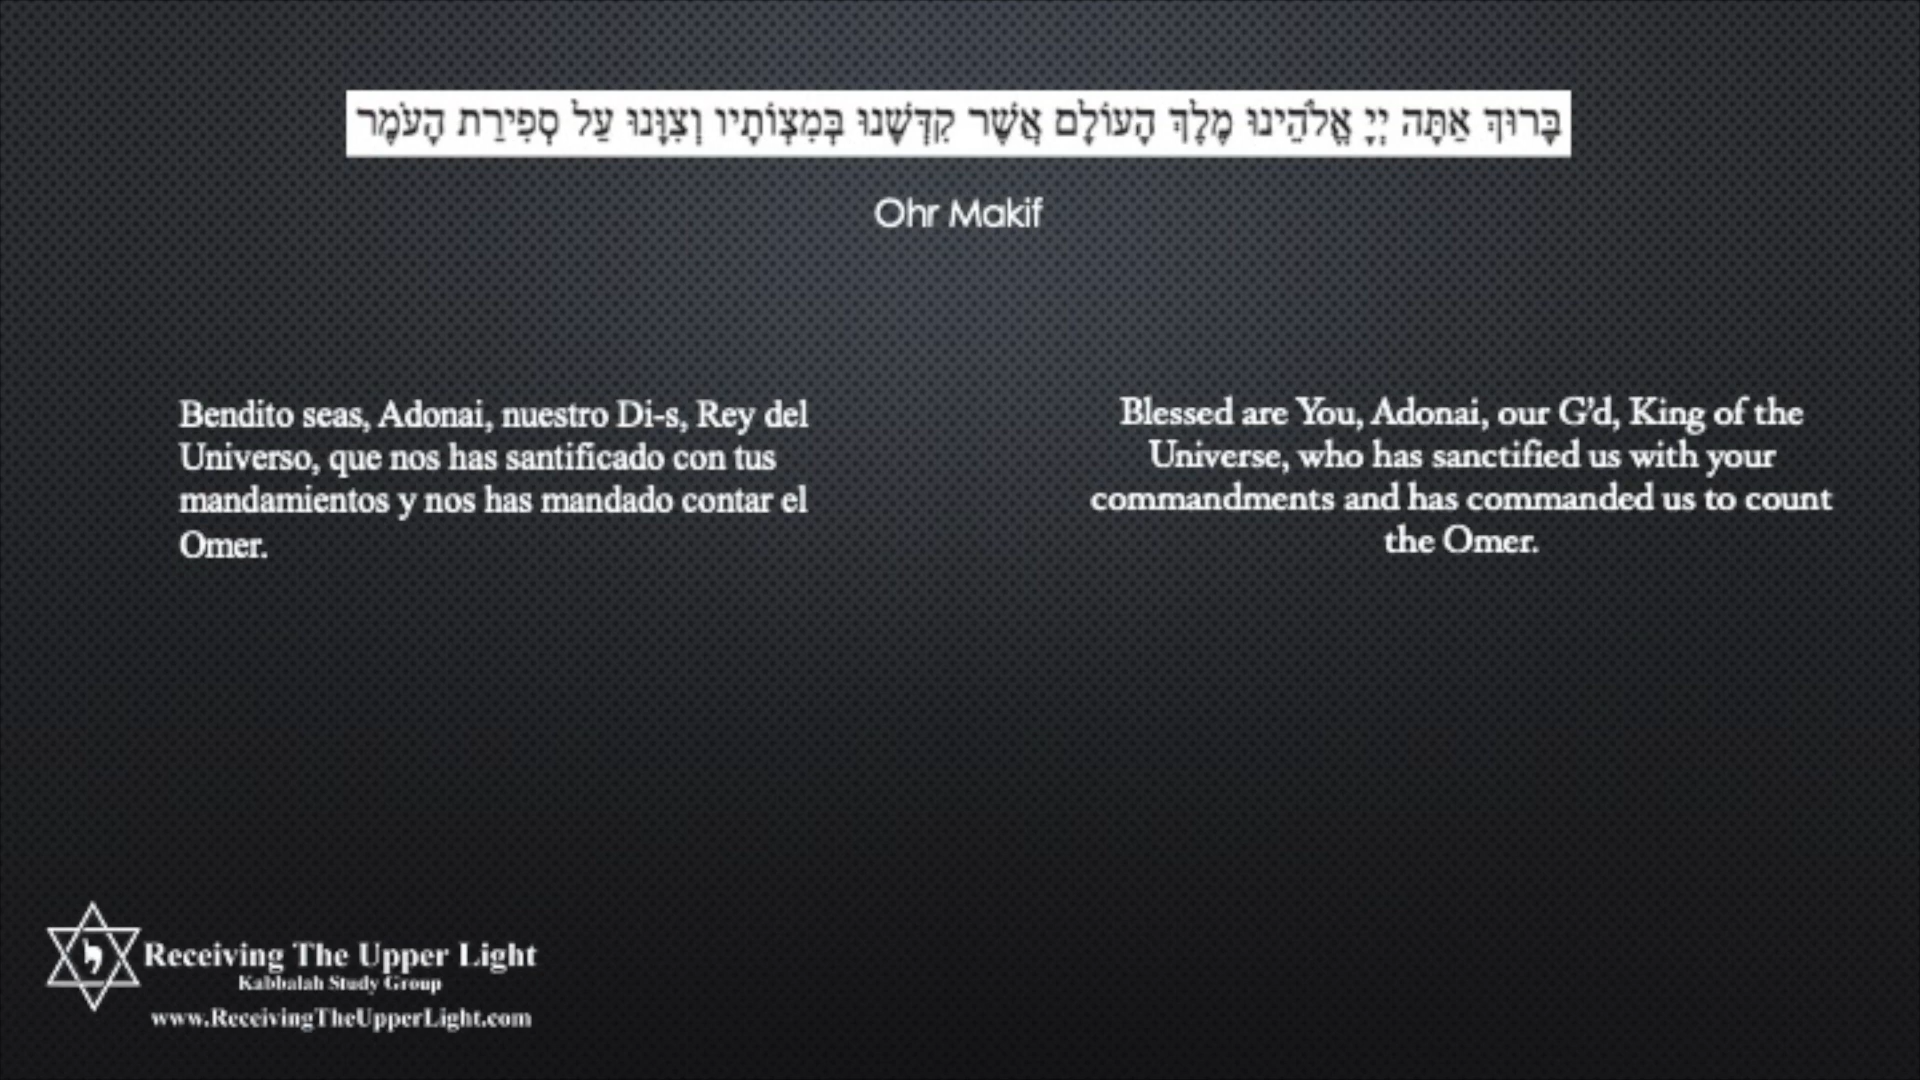 בָּרוּךְ אַתָּה יְיָ אֱלֹהֵינוּ מֶלֶךְ הָעוֹלָם אֲשֶׁר קִדְּשָׁנוּ בְּמִצְוֹתָיו וְצִוָּנוּ עַל סְפִירַת הָעֹמֶר
Ohr Makif
Bendito seas, Adonai, nuestro Di-s, Rey del
Universo, que nos has santificado con tus
mandamientos y nos has mandado contar el
Omer.
Blessed are You, Adonai, our G’d, King of the
Universe, who has sanctified us with your
commandments and has commanded us to count
the Omer.
Receiving The Upper Light
Kabbalah Study Group
www.ReceivingTheUpperLight.com